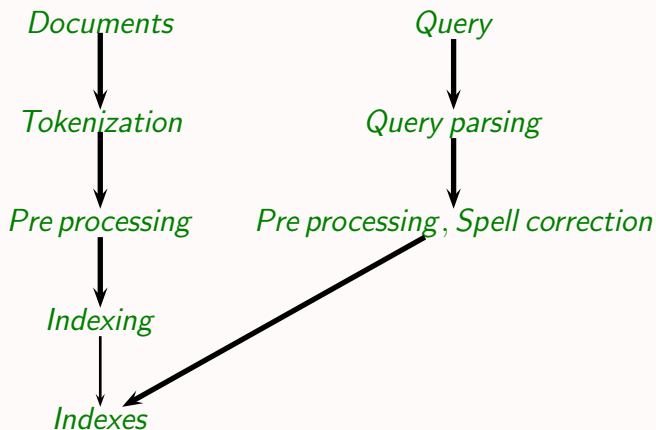 Documents
Query
Tokenization
Query parsing
Pre processing
Pre processing, Spell correction
Indexing
Indexes